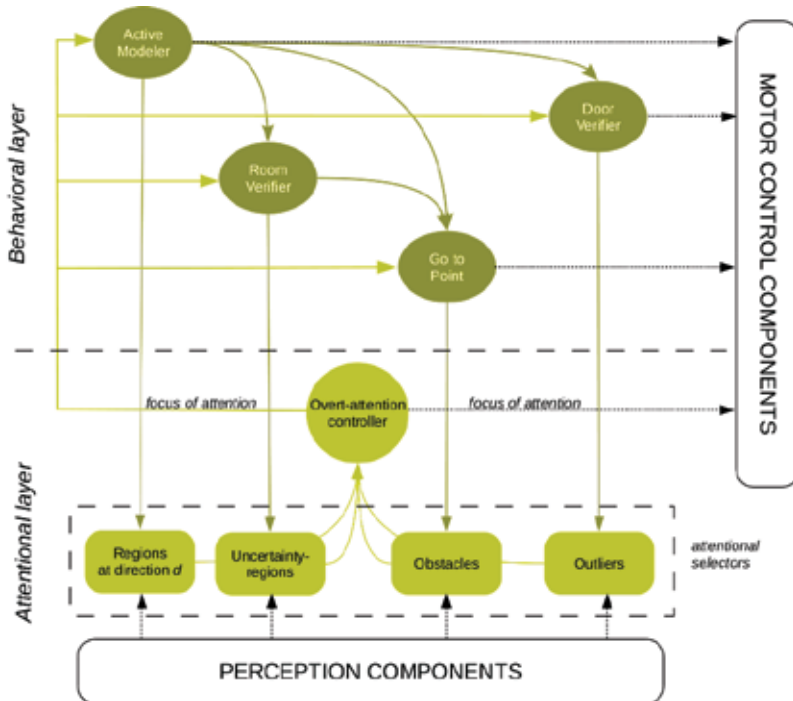 Active
Modeler
Door
Verifier
Room
Verifier
Go to
Point
Behavioral layer
MOTOR CONTROL COMPONENTS
focus of attention
Overt-attention
controller
focus of attention
Attentional layer
Regions
at direction d
Uncertainty-
regions
Obstacles
Outliers
attentional
selectors
PERCEPTION COMPONENTS